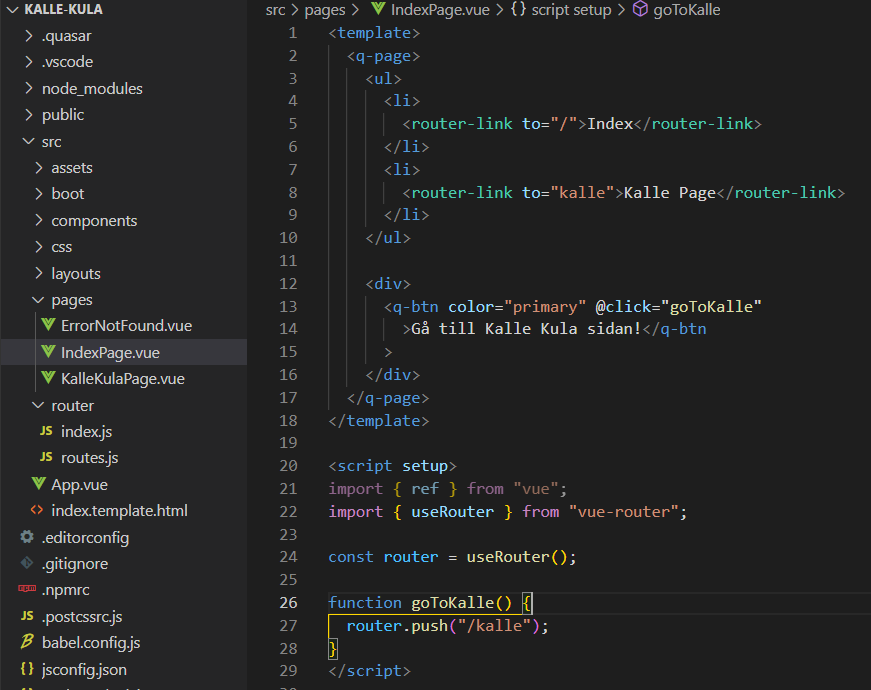 KALLE-KULA
.quasar
.vscode
node_modules
public
src
assets
boot
components
css
layouts
pages
ErrorNotFound.vue
IndexPage.vue
KalleKulaPage.vue
router
JS index.js
JS routes.js
App.vue
<> index.template.html
.editorconfig
.gitignore
npm .npmrc
JS .postcssrc.js
babel.config.js
{} jsconfig.json
src > pages > IndexPage.vue > {} script setup > goToKalle
1 <template>
2 <q-page>
3 <ul>
4 <li>
5 <router-link to="/">Index</router-link>
6 </li>
7 <li>
8 <router-link to="kalle">Kalle Page</router-link>
9 </li>
10 </ul>
11
12 <div>
13 <q-btn color="primary" @click="goToKalle"
14 >Gå till Kalle Kula sidan!</q-btn
15 >
16 </div>
17 </q-page>
18 </template>
19
20 <script setup>
21 import { ref } from "vue";
22 import { useRouter } from "vue-router";
23
24 const router = useRouter();
25
26 function goToKalle() {
27 router.push("/kalle");
28 }
29 </script>